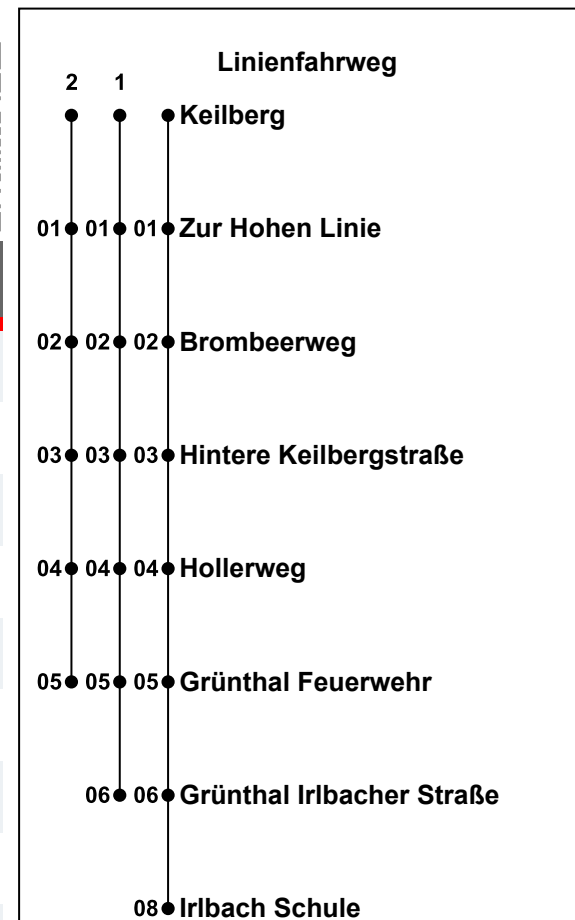 Linienfahrweg
2 1
Keilberg
01 01 01 Zur Hohen Linie
02 02 02 Brombeerweg
03 03 03 Hintere Keilbergstraße
04 04 04 Hollerweg
05 05 05 Grünthal Feuerwehr
06 06 Grünthal Irlbacher Straße
08 Irlbach Schule